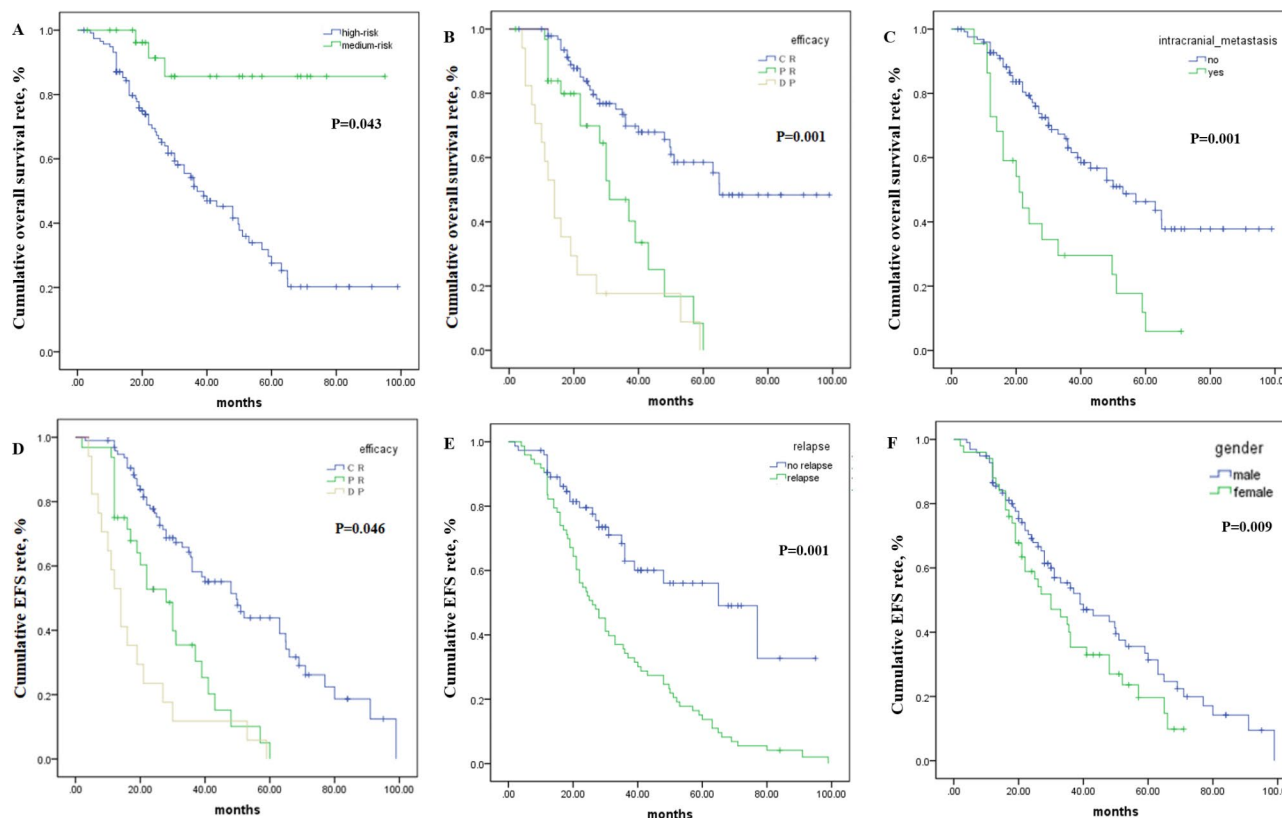 A
high-risk
medium-risk
P=0.043
Cumulative overall survival rete, %
1.0
0.8
0.6
0.4
0.2
0.0
.00 20.00 40.00 60.00 80.00 100.00
months
B
efficacy
C R
P R
D P
P=0.001
Cumulative overall survival rete, %
1.0
0.8
0.6
0.4
0.2
0.0
.00 20.00 40.00 60.00 80.00 100.00
months
C
intracranial_metastasis
no
yes
P=0.001
Cumulative overall survival rete, %
1.0
0.8
0.6
0.4
0.2
0.0
.00 20.00 40.00 60.00 80.00 100.00
months
D
efficacy
C R
P R
D P
P=0.046
Cumulative EFS rete, %
1.0
0.8
0.6
0.4
0.2
0.0
.00 20.00 40.00 60.00 80.00 100.00
months
E
relapse
no relapse
relapse
P=0.001
Cumulative EFS rete, %
1.0
0.8
0.6
0.4
0.2
0.0
.00 20.00 40.00 60.00 80.00 100.00
months
F
gender
male
female
P=0.009
Cumulative EFS rete, %
1.0
0.8
0.6
0.4
0.2
0.0
.00 20.00 40.00 60.00 80.00 100.00
months